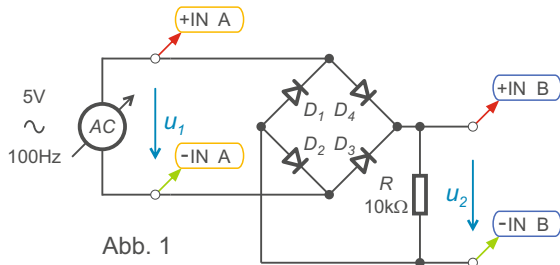 +IN A
5V
AC
100Hz
u1
-IN A
D1 D4
D2 D3
+IN B
R
10kΩ
u2
-IN B
Abb. 1